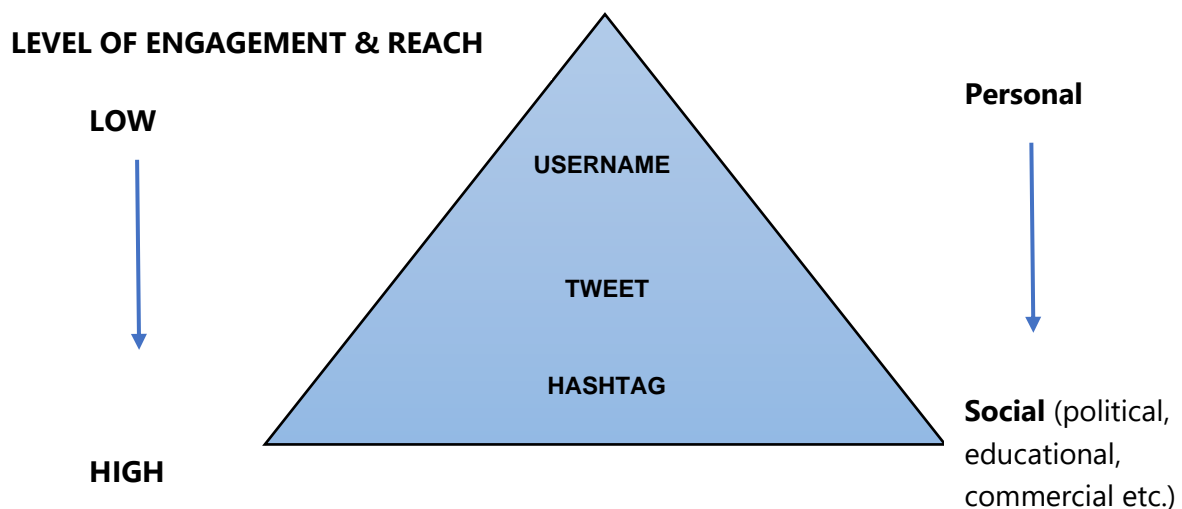 LEVEL OF ENGAGEMENT & REACH
Personal
LOW
USERNAME
TWEET
HASHTAG
Social (political,
educational,
commercial etc.)
HIGH